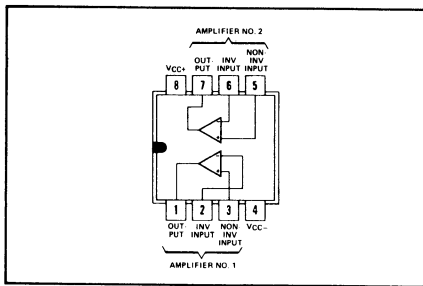 AMPLIFIER NO. 2
VCC+
OUT-
PUT
INV
INPUT
NON-
INV
INPUT
8
7
6
5
1
2
3
4
OUT-
PUT
INV
INPUT
NON
INV
INPUT
VCC−
AMPLIFIER NO. 1